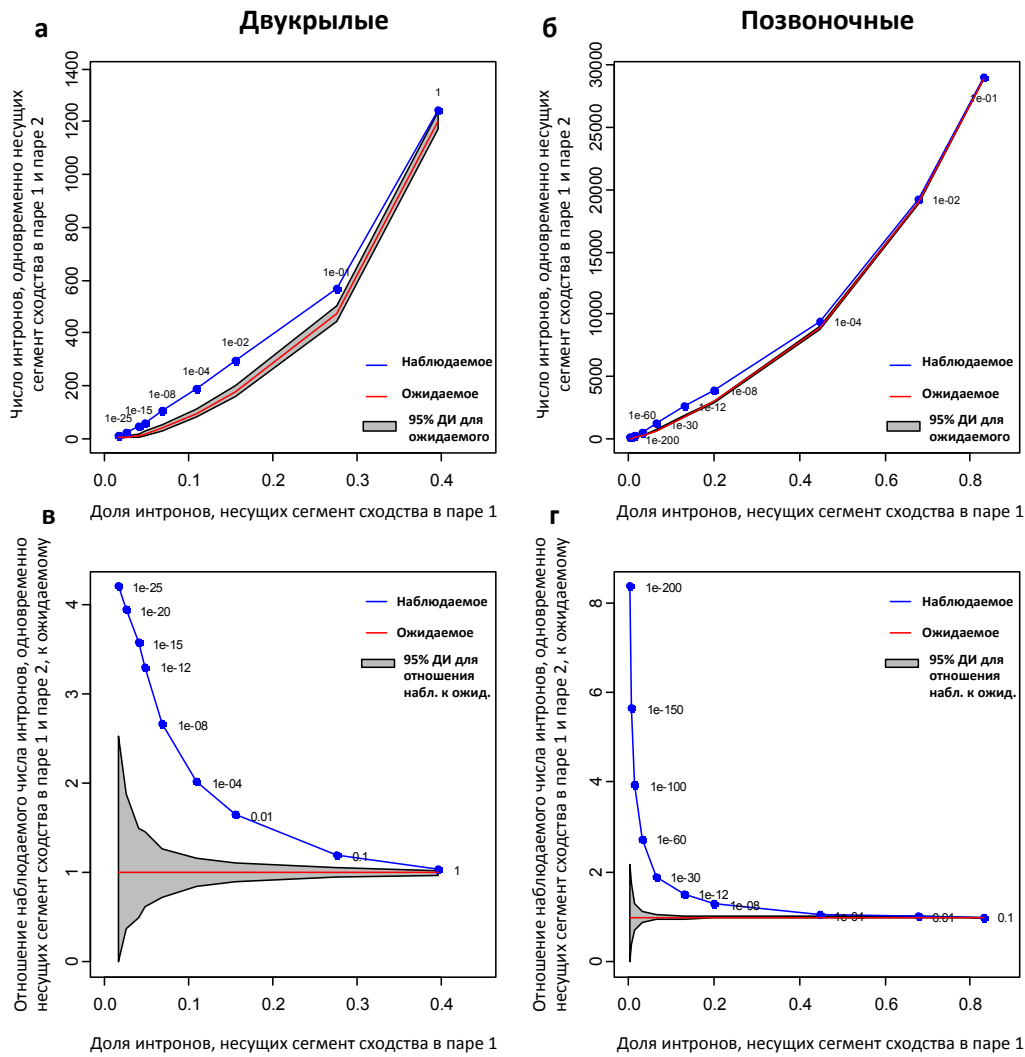 а
Двукрылые
Число интронов, одновременно несущих
сегмент сходства в паре 1 и паре 2
0
200
400
600
800
1000
1200
1400
1
1e-01
1e-02
1e-04
1e-08
1e-15
1e-25
Наблюдаемое
Ожидаемое
95% ДИ для
ожидаемого
0.0
0.1
0.2
0.3
0.4
Доля интронов, несущих сегмент сходства в паре 1
б
Позвоночные
Число интронов, одновременно несущих
сегмент сходства в паре 1 и паре 2
0
5000
10000
15000
20000
25000
30000
1e-01
1e-02
1e-04
1e-08
1e-12
1e-30
1e-60
1e-200
Наблюдаемое
Ожидаемое
95% ДИ для
ожидаемого
0.0
0.2
0.4
0.6
0.8
Доля интронов, несущих сегмент сходства в паре 1
в
Отношение наблюдаемого числа интронов, одновременно
несущих сегмент сходства в паре 1 и паре 2, к ожидаемому
0
1
2
3
4
1e-25
1e-20
1e-15
1e-12
1e-08
1e-04
0.01
0.1
1
Наблюдаемое
Ожидаемое
95% ДИ для
отношения
набл. к ожид.
0.0
0.1
0.2
0.3
0.4
Доля интронов, несущих сегмент сходства в паре 1
г
Отношение наблюдаемого числа интронов, одновременно
несущих сегмент сходства в паре 1 и паре 2, к ожидаемому
0
2
4
6
8
1e-200
1e-150
1e-100
1e-60
1e-30
1e-12
1e-08
0.01
0.1
Наблюдаемое
Ожидаемое
95% ДИ для
отношения
набл. к ожид.
0.0
0.2
0.4
0.6
0.8
Доля интронов, несущих сегмент сходства в паре 1